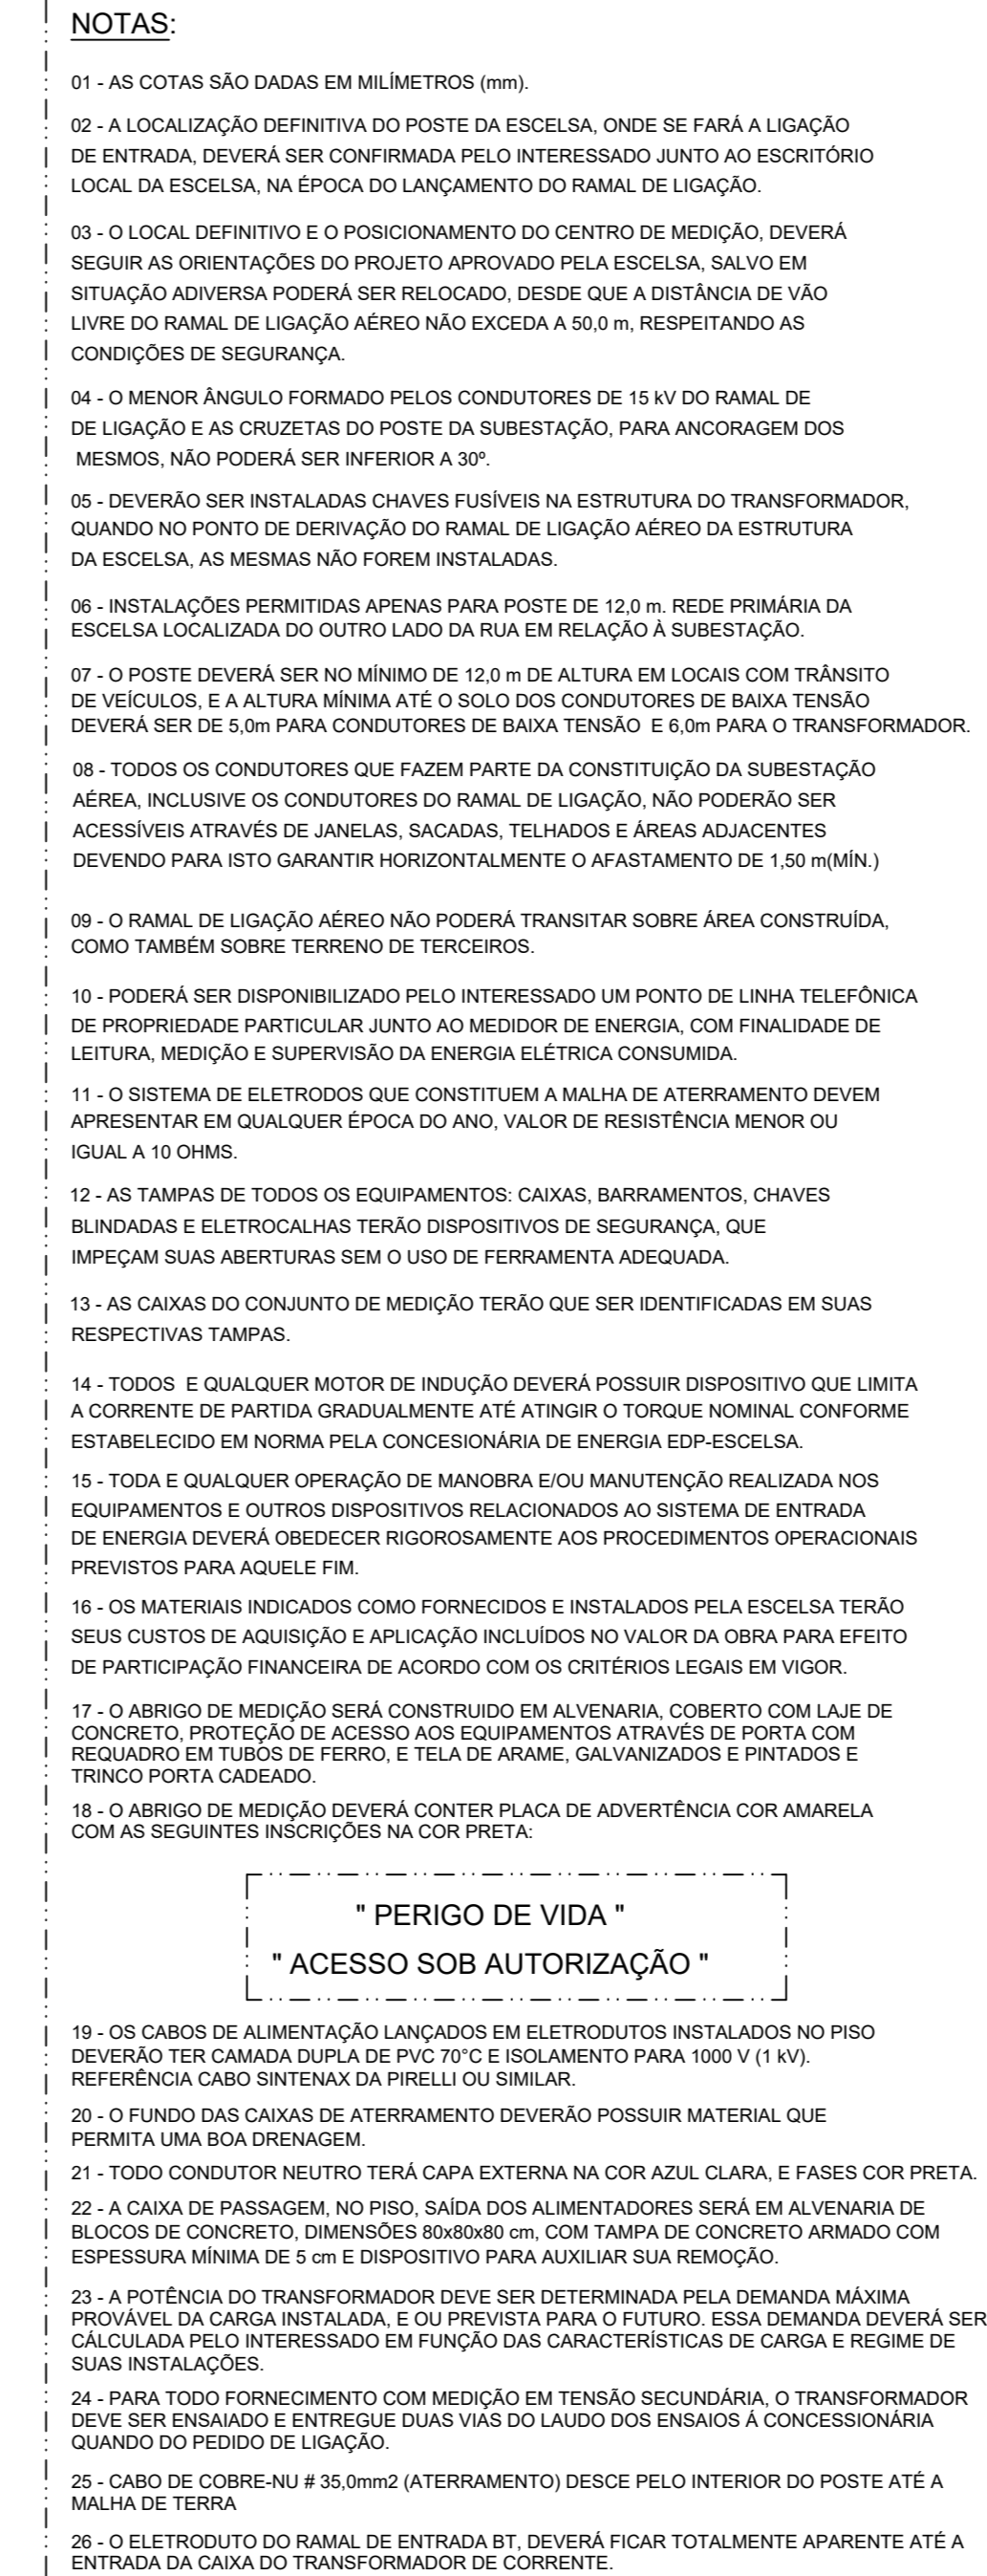 NOTAS:
01 - AS COTAS SÃO DADAS EM MILÍMETROS (mm).
02 - A LOCALIZAÇÃO DEFINITIVA DO POSTE DA ESCELSA, ONDE SE FARÁ A LIGAÇÃO
DE ENTRADA, DEVERÁ SER CONFIRMADA PELO INTERESSADO JUNTO AO ESCRITÓRIO
LOCAL DA ESCELSA, NA ÉPOCA DO LANÇAMENTO DO RAMAL DE LIGAÇÃO.
03 - O LOCAL DEFINITIVO E O POSICIONAMENTO DO CENTRO DE MEDIÇÃO, DEVERÁ
SEGUIR AS ORIENTAÇÕES DO PROJETO APROVADO PELA ESCELSA, SALVO EM
SITUAÇÃO ADIVERSA PODERÁ SER RELOCADO, DESDE QUE A DISTÂNCIA DE VÃO
LIVRE DO RAMAL DE LIGAÇÃO AÉREO NÃO EXCEDA A 50,0 m, RESPEITANDO AS
CONDIÇÕES DE SEGURANÇA.
04 - O MENOR ÂNGULO FORMADO PELOS CONDUTORES DE 15 kV DO RAMAL DE
DE LIGAÇÃO E AS CRUZETAS DO POSTE DA SUBESTAÇÃO, PARA ANCORAGEM DOS
MESMOS, NÃO PODERÁ SER INFERIOR A 30º.
05 - DEVERÃO SER INSTALADAS CHAVES FUSÍVEIS NA ESTRUTURA DO TRANSFORMADOR,
QUANDO NO PONTO DE DERIVAÇÃO DO RAMAL DE LIGAÇÃO AÉREO DA ESTRUTURA
DA ESCELSA, AS MESMAS NÃO FOREM INSTALADAS.
06 - INSTALAÇÕES PERMITIDAS APENAS PARA POSTE DE 12,0 m. REDE PRIMÁRIA DA
ESCELSA LOCALIZADA DO OUTRO LADO DA RUA EM RELAÇÃO À SUBESTAÇÃO.
07 - O POSTE DEVERÁ SER NO MÍNIMO DE 12,0 m DE ALTURA EM LOCAIS COM TRÂNSITO
DE VEÍCULOS, E A ALTURA MÍNIMA ATÉ O SOLO DOS CONDUTORES DE BAIXA TENSÃO
DEVERÁ SER DE 5,0m PARA CONDUTORES DE BAIXA TENSÃO  E 6,0m PARA O TRANSFORMADOR.
08 - TODOS OS CONDUTORES QUE FAZEM PARTE DA CONSTITUIÇÃO DA SUBESTAÇÃO
AÉREA, INCLUSIVE OS CONDUTORES DO RAMAL DE LIGAÇÃO, NÃO PODERÃO SER
ACESSÍVEIS ATRAVÉS DE JANELAS, SACADAS, TELHADOS E ÁREAS ADJACENTES
DEVENDO PARA ISTO GARANTIR HORIZONTALMENTE O AFASTAMENTO DE 1,50 m(MÍN.)
09 - O RAMAL DE LIGAÇÃO AÉREO NÃO PODERÁ TRANSITAR SOBRE ÁREA CONSTRUÍDA,
COMO TAMBÉM SOBRE TERRENO DE TERCEIROS.
10 - PODERÁ SER DISPONIBILIZADO PELO INTERESSADO UM PONTO DE LINHA TELEFÔNICA
DE PROPRIEDADE PARTICULAR JUNTO AO MEDIDOR DE ENERGIA, COM FINALIDADE DE
LEITURA, MEDIÇÃO E SUPERVISÃO DA ENERGIA ELÉTRICA CONSUMIDA.
11 - O SISTEMA DE ELETRODOS QUE CONSTITUEM A MALHA DE ATERRAMENTO DEVEM
APRESENTAR EM QUALQUER ÉPOCA DO ANO, VALOR DE RESISTÊNCIA MENOR OU
IGUAL A 10 OHMS.
12 - AS TAMPAS DE TODOS OS EQUIPAMENTOS: CAIXAS, BARRAMENTOS, CHAVES
BLINDADAS E ELETROCALHAS TERÃO DISPOSITIVOS DE SEGURANÇA, QUE
IMPEÇAM SUAS ABERTURAS SEM O USO DE FERRAMENTA ADEQUADA.
13 - AS CAIXAS DO CONJUNTO DE MEDIÇÃO TERÃO QUE SER IDENTIFICADAS EM SUAS
RESPECTIVAS TAMPAS.
14 - TODOS  E QUALQUER MOTOR DE INDUÇÃO DEVERÁ POSSUIR DISPOSITIVO QUE LIMITA
A CORRENTE DE PARTIDA GRADUALMENTE ATÉ ATINGIR O TORQUE NOMINAL CONFORME
ESTABELECIDO EM NORMA PELA CONCESIONÁRIA DE ENERGIA EDP-ESCELSA.
15 - TODA E QUALQUER OPERAÇÃO DE MANOBRA E/OU MANUTENÇÃO REALIZADA NOS
EQUIPAMENTOS E OUTROS DISPOSITIVOS RELACIONADOS AO SISTEMA DE ENTRADA
DE ENERGIA DEVERÁ OBEDECER RIGOROSAMENTE AOS PROCEDIMENTOS OPERACIONAIS
PREVISTOS PARA AQUELE FIM.
16 - OS MATERIAIS INDICADOS COMO FORNECIDOS E INSTALADOS PELA ESCELSA TERÃO
SEUS CUSTOS DE AQUISIÇÃO E APLICAÇÃO INCLUÍDOS NO VALOR DA OBRA PARA EFEITO
DE PARTICIPAÇÃO FINANCEIRA DE ACORDO COM OS CRITÉRIOS LEGAIS EM VIGOR.
17 - O ABRIGO DE MEDIÇÃO SERÁ CONSTRUIDO EM ALVENARIA, COBERTO COM LAJE DE
CONCRETO, PROTEÇÃO DE ACESSO AOS EQUIPAMENTOS ATRAVÉS DE PORTA COM
REQUADRO EM TUBOS DE FERRO, E TELA DE ARAME, GALVANIZADOS E PINTADOS E
TRINCO PORTA CADEADO.
18 - O ABRIGO DE MEDIÇÃO DEVERÁ CONTER PLACA DE ADVERTÊNCIA COR AMARELA
COM AS SEGUINTES INSCRIÇÕES NA COR PRETA:
" PERIGO DE VIDA "
" ACESSO SOB AUTORIZAÇÃO "
19 - OS CABOS DE ALIMENTAÇÃO LANÇADOS EM ELETRODUTOS INSTALADOS NO PISO
DEVERÃO TER CAMADA DUPLA DE PVC 70°C E ISOLAMENTO PARA 1000 V (1 kV).
REFERÊNCIA CABO SINTENAX DA PIRELLI OU SIMILAR.
20 - O FUNDO DAS CAIXAS DE ATERRAMENTO DEVERÃO POSSUIR MATERIAL QUE
PERMITA UMA BOA DRENAGEM.
21 - TODO CONDUTOR NEUTRO TERÁ CAPA EXTERNA NA COR AZUL CLARA, E FASES COR PRETA.
22 - A CAIXA DE PASSAGEM, NO PISO, SAÍDA DOS ALIMENTADORES SERÁ EM ALVENARIA DE
BLOCOS DE CONCRETO, DIMENSÕES 80x80x80 cm, COM TAMPA DE CONCRETO ARMADO COM
ESPESSURA MÍNIMA DE 5 cm E DISPOSITIVO PARA AUXILIAR SUA REMOÇÃO.
23 - A POTÊNCIA DO TRANSFORMADOR DEVE SER DETERMINADA PELA DEMANDA MÁXIMA
PROVÁVEL DA CARGA INSTALADA, E OU PREVISTA PARA O FUTURO. ESSA DEMANDA DEVERÁ SER
CÁLCULADA PELO INTERESSADO EM FUNÇÃO DAS CARACTERÍSTICAS DE CARGA E REGIME DE
SUAS INSTALAÇÕES.
24 - PARA TODO FORNECIMENTO COM MEDIÇÃO EM TENSÃO SECUNDÁRIA, O TRANSFORMADOR
DEVE SER ENSAIADO E ENTREGUE DUAS VIAS DO LAUDO DOS ENSAIOS Á CONCESSIONÁRIA
QUANDO DO PEDIDO DE LIGAÇÃO.
25 - CABO DE COBRE-NU # 35,0mm2 (ATERRAMENTO) DESCE PELO INTERIOR DO POSTE ATÉ A
MALHA DE TERRA
26 - O ELETRODUTO DO RAMAL DE ENTRADA BT, DEVERÁ FICAR TOTALMENTE APARENTE ATÉ A
ENTRADA DA CAIXA DO TRANSFORMADOR DE CORRENTE.